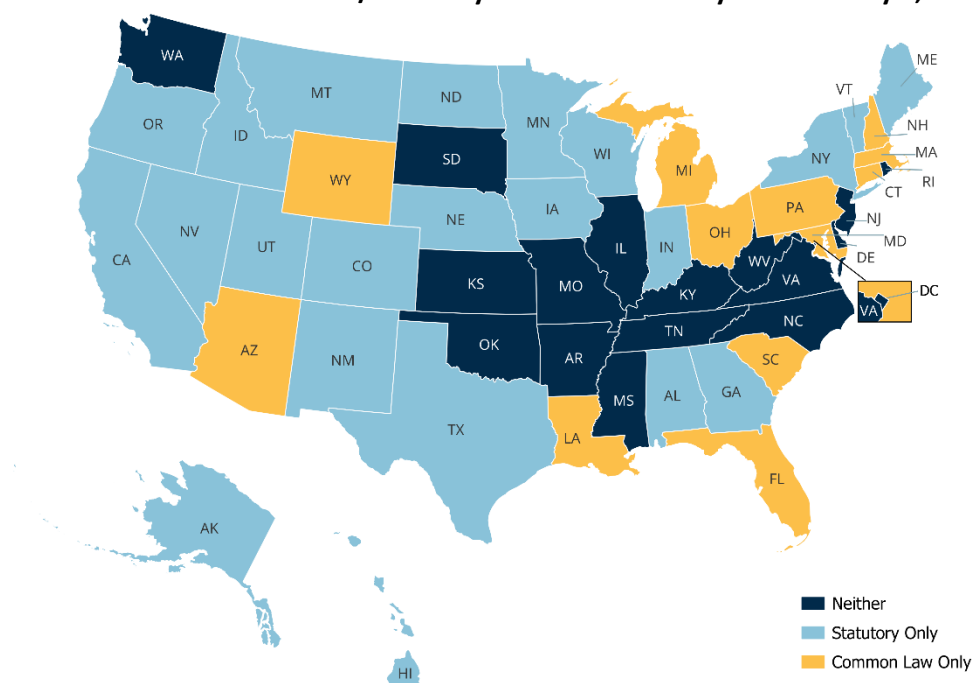 WA
MT
ND
ME
VT
OR
ID
MN
NH
SD
WI
NY
MA
WY
MI
RI
CT
IA
PA
NE
NJ
NV
OH
MD
UT
IL
IN
DE
CA
CO
WV
VA
KS
MO
KY
DC
VA
NC
TN
OK
AZ
NM
AR
SC
MS
AL
GA
TX
LA
FL
AK
HI
Neither
Statutory Only
Common Law Only